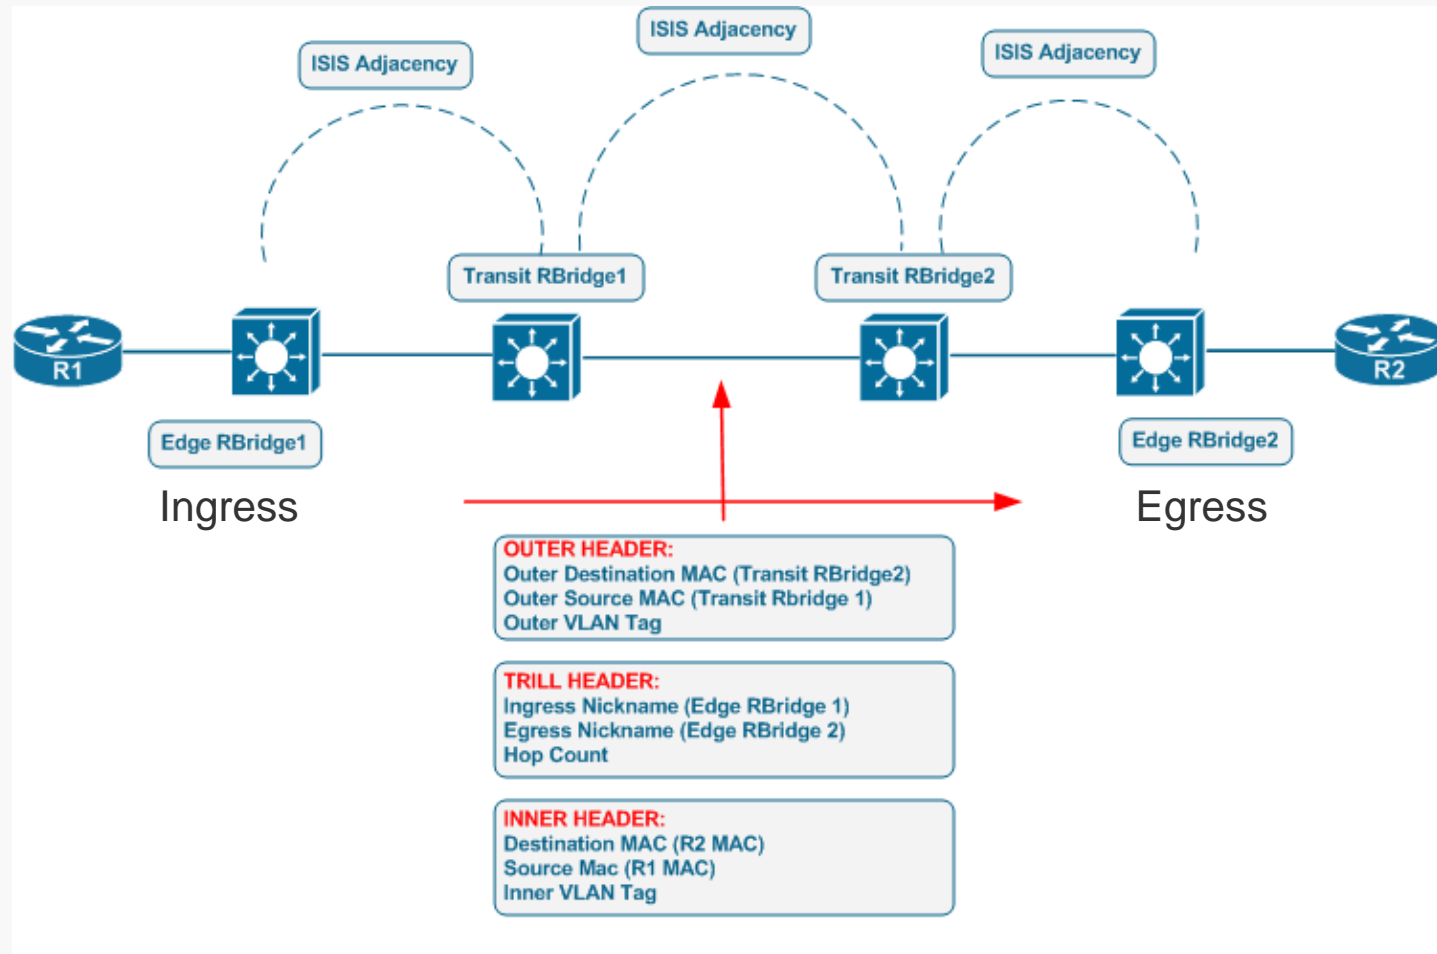 ISIS Adjacency
ISIS Adjacency
ISIS Adjacency
Transit RBridge1
Transit RBridge2
R1
R2
Edge RBridge1
Edge RBridge2
Ingress
Egress
OUTER HEADER:
Outer Destination MAC (Transit RBridge2)
Outer Source MAC (Transit Rbridge 1)
Outer VLAN Tag
TRILL HEADER:
Ingress Nickname (Edge RBridge 1)
Egress Nickname (Edge RBridge 2)
Hop Count
INNER HEADER:
Destination MAC (R2 MAC)
Source Mac (R1 MAC)
Inner VLAN Tag